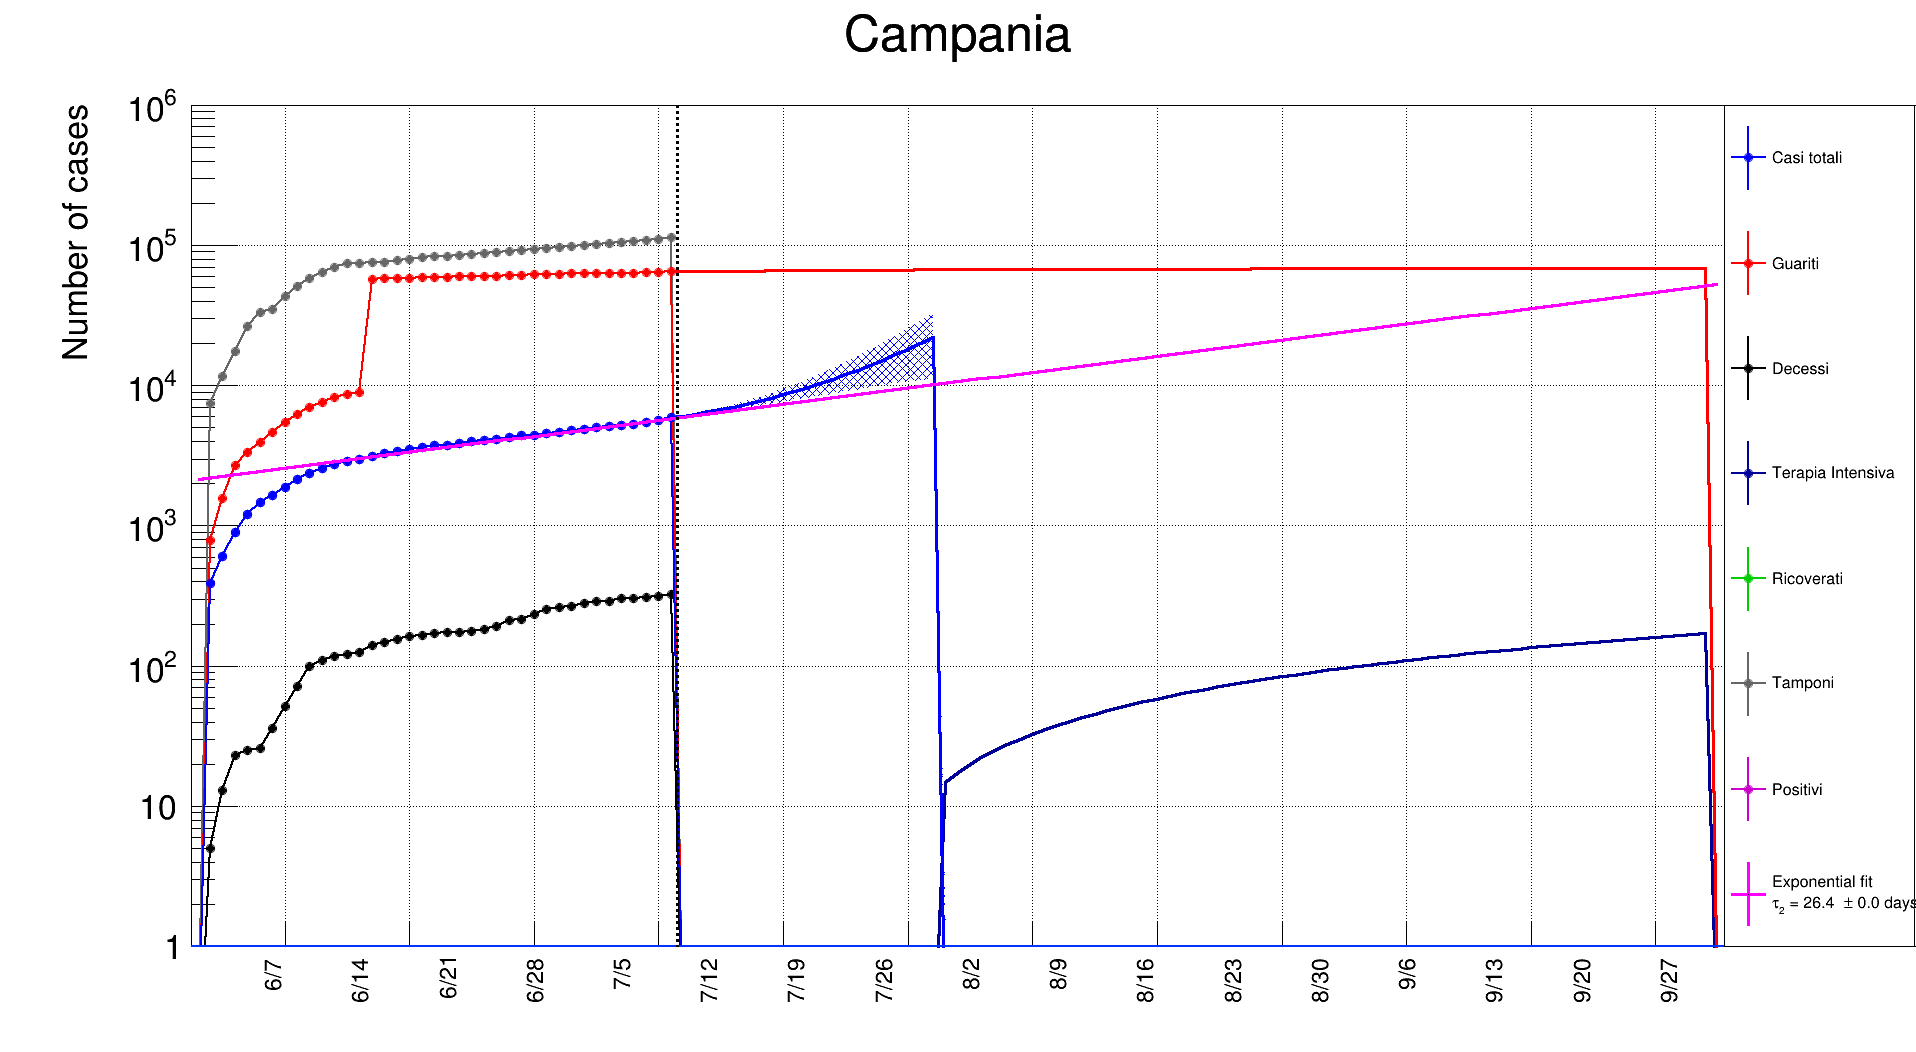 Campania
Number of cases
10^6
10^5
10^4
10^3
10^2
10
1
6/7
6/14
6/21
6/28
7/5
7/12
7/19
7/26
8/2
8/9
8/16
8/23
8/30
9/6
9/13
9/20
9/27
Casi totali
Guariti
Decessi
Terapia Intensiva
Ricoverati
Tamponi
Positivi
Exponential fit
τ_2 = 26.4 ± 0.0 days